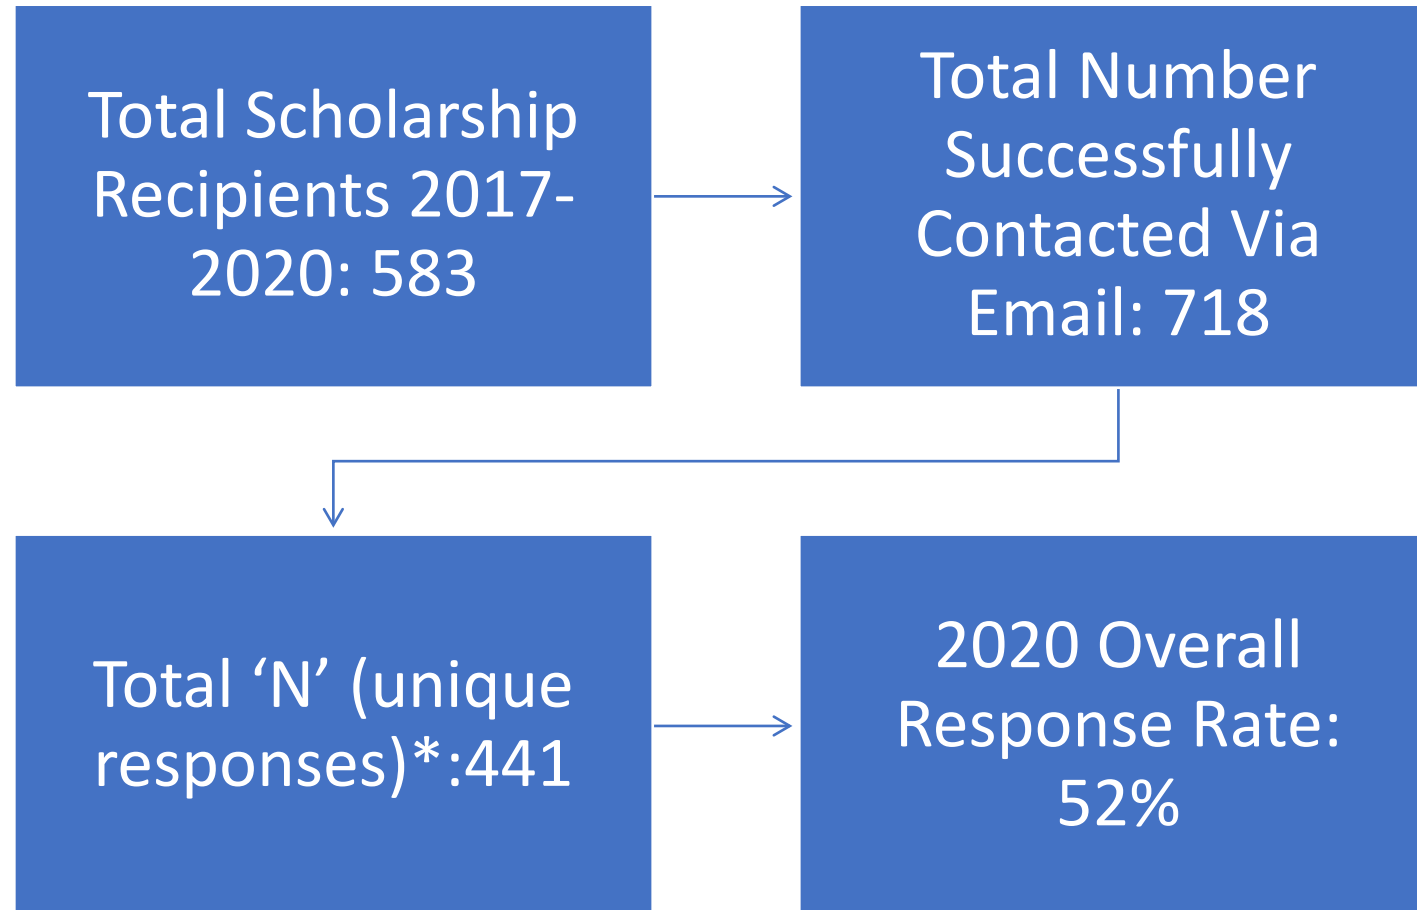 Total Scholarship
Recipients 2017-
2020: 583
Total Number
Successfully
Contacted Via
Email: 718
Total ‘N’ (unique
responses)*:441
2020 Overall
Response Rate:
52%